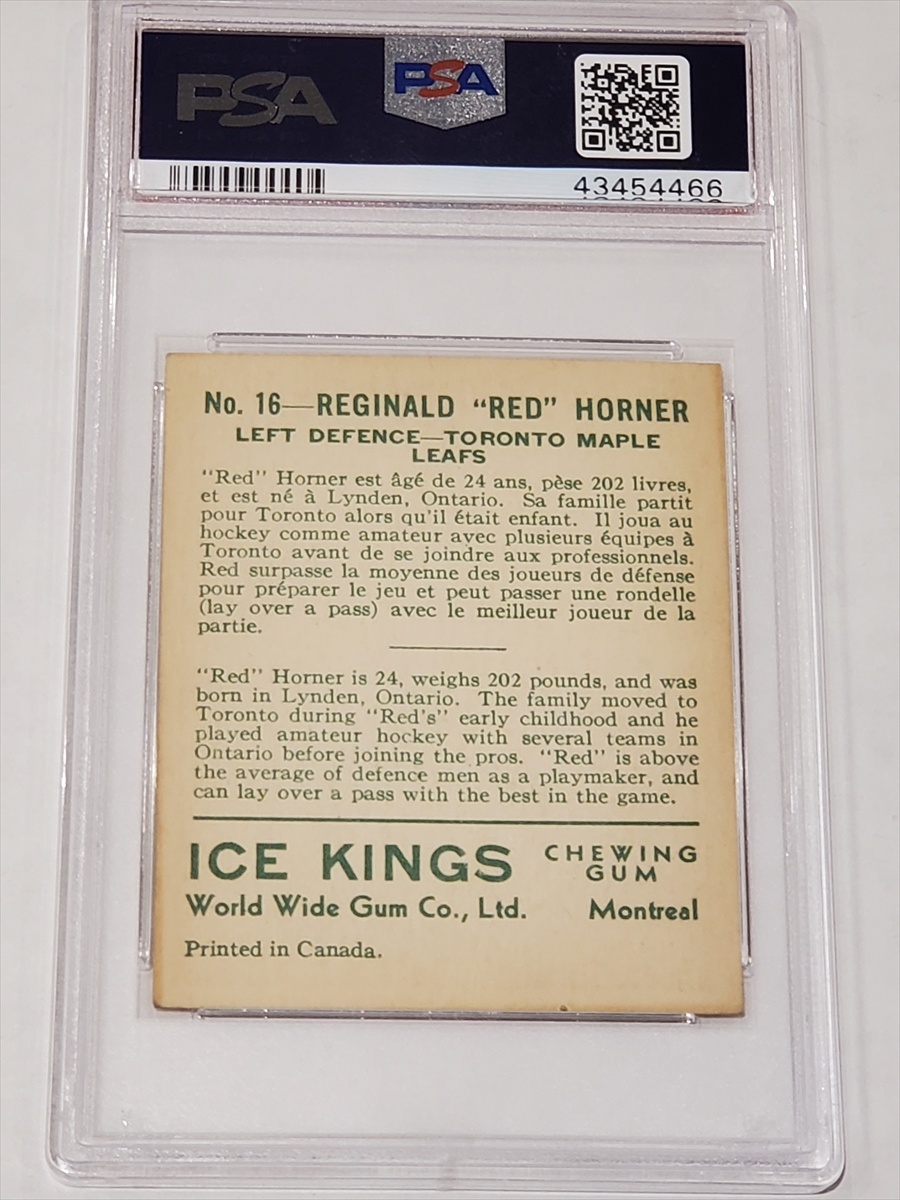 PSA PSA
43454466
No. 16—REGINALD “RED” HORNER
LEFT DEFENCE—TORONTO MAPLE
LEAFS
“Red” Horner est âgé de 24 ans, pèse 202 livres,
et est né à Lynden, Ontario. Sa famille partit
pour Toronto alors qu'il était enfant. Il joua au
hockey comme amateur avec plusieurs équipes à
Toronto avant de se joindre aux professionnels.
Red surpasse la moyenne des joueurs de défense
pour préparer le jeu et peut passer une rondelle
(lay over a pass) avec le meilleur joueur de la
partie.
“Red” Horner is 24, weighs 202 pounds, and was
born in Lynden, Ontario. The family moved to
Toronto during “Red's” early childhood and he
played amateur hockey with several teams in
Ontario before joining the pros. “Red” is above
the average of defence men as a playmaker, and
can lay over a pass with the best in the game.
ICE KINGS CHEWING
GUM
World Wide Gum Co., Ltd. Montreal
Printed in Canada.